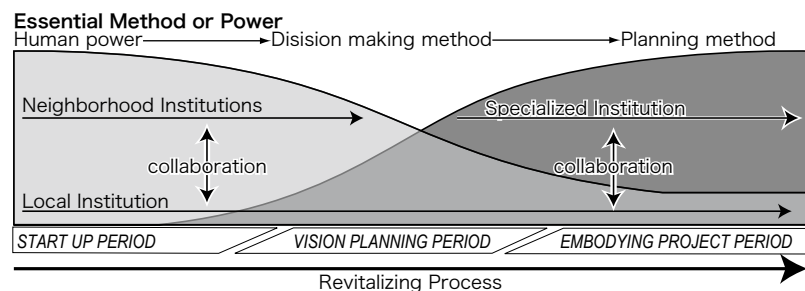 Essential Method or Power
Human power Disision making method Planning method
Neighborhood Institutions Specialized Institution
collaboration collaboration
Local Institution
START UP PERIOD VISION PLANNING PERIOD EMBODYING PROJECT PERIOD
Revitalizing Process